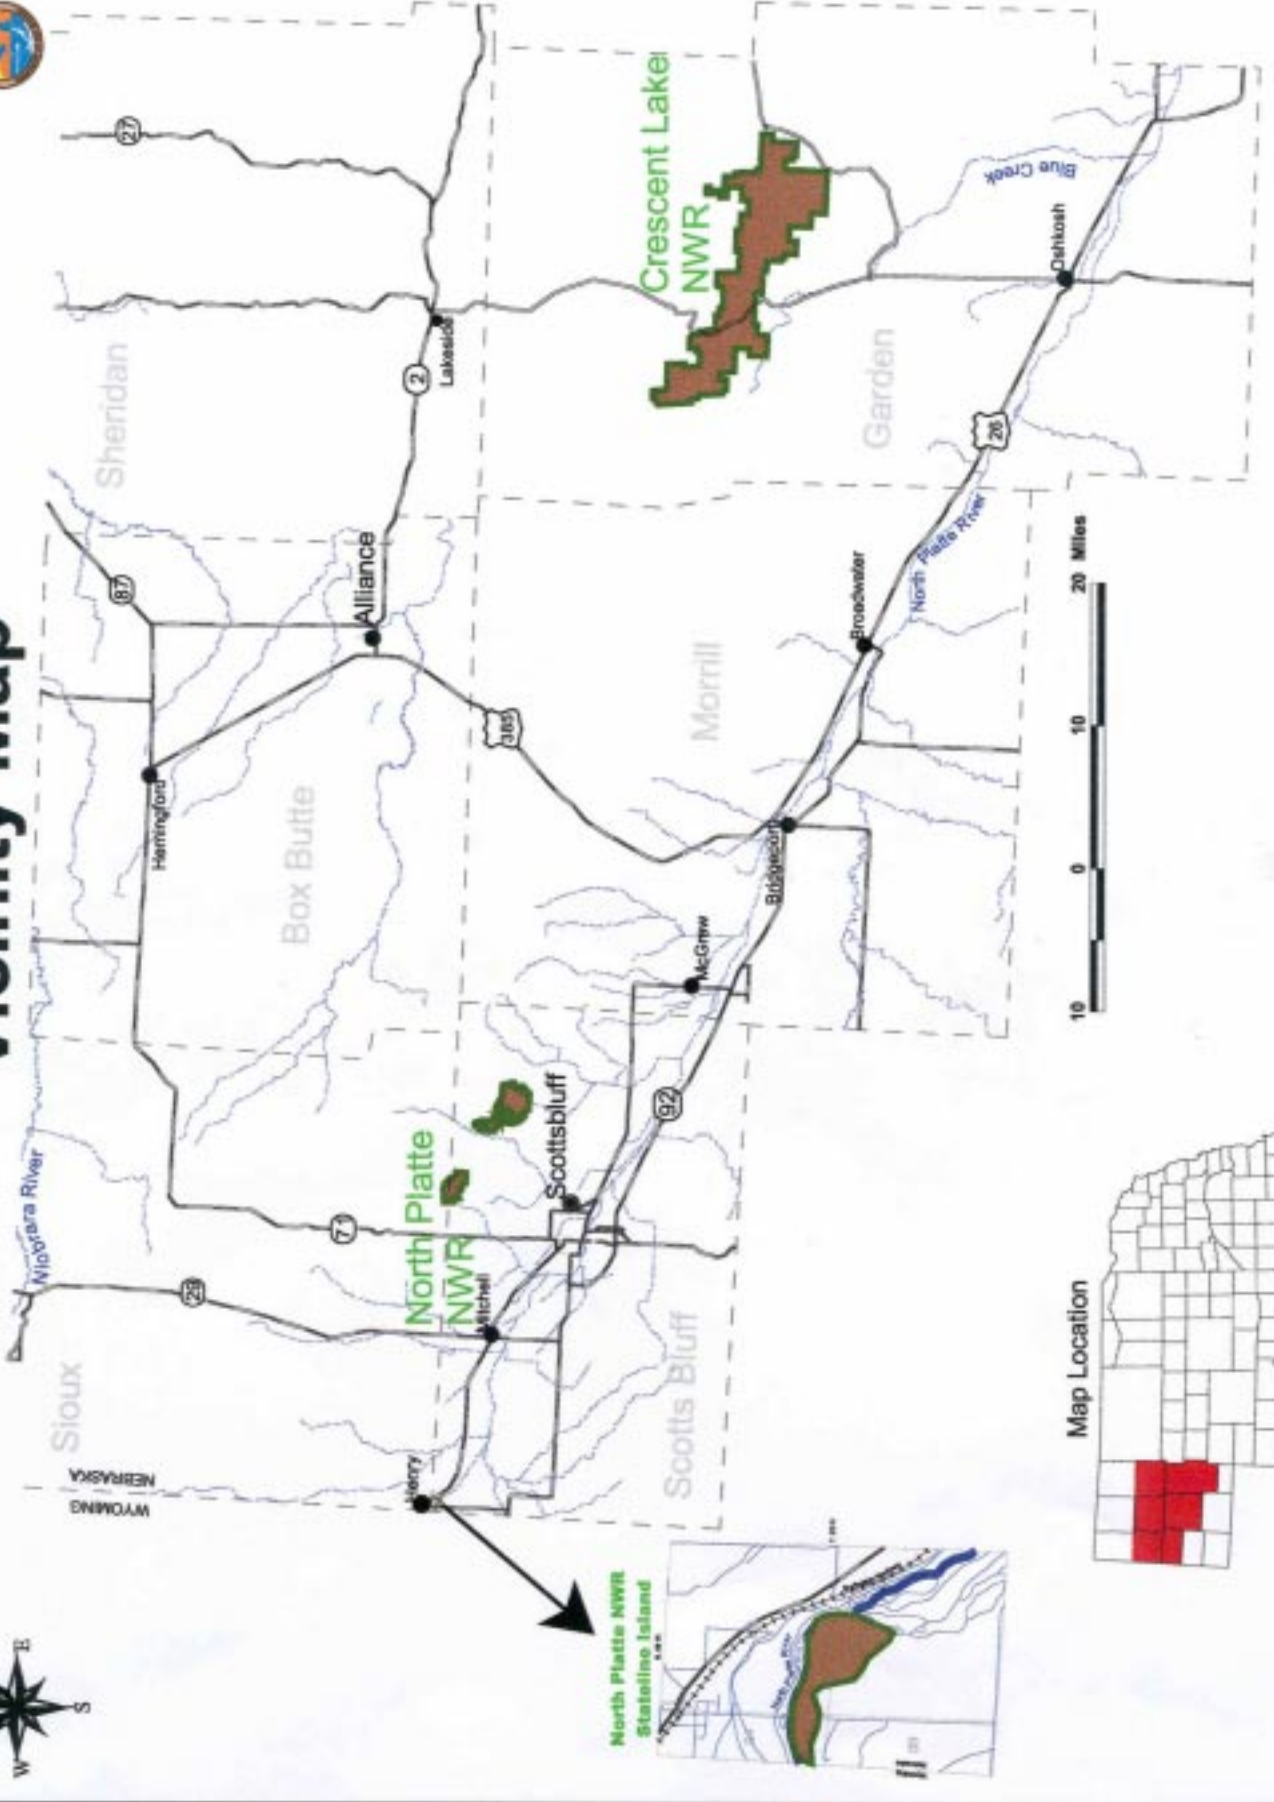 Vicinity Map
W
E
S
Niobrara River
Sioux
NEBRASKA
WYOMING
29
71
Hemingford
87
Sheridan
27
Box Butte
Alliance
2
Lakeside
North Platte
NWR
Henry
Mitchell
Scottsbluff
385
Crescent Lake
NWR
McGrew
92
Scotts Bluff
Morrill
Bridgeport
Broadwater
North Platte River
Garden
26
Blue Creek
Oshkosh
North Platte NWR
Stateline Island
10
0
10
20
Miles
Map Location